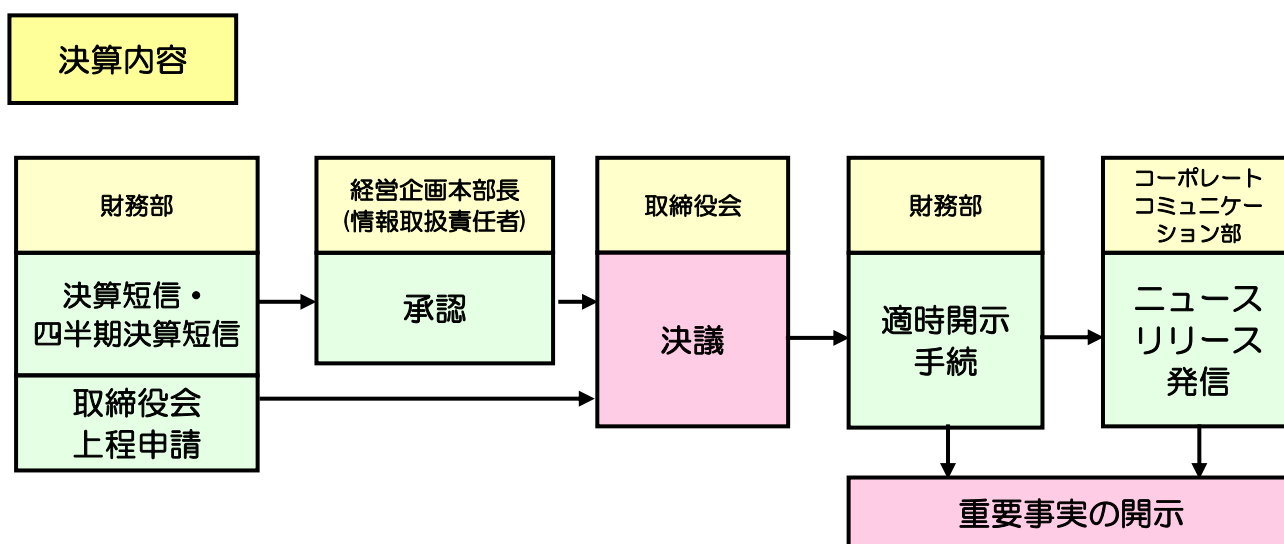 決算内容
財務部
決算短信・
四半期決算短信
取締役会
上程申請
経営企画本部長
(情報取扱責任者)
承認
取締役会
決議
財務部
適時開示
手続
コーポレート
コミュニケー
ション部
ニュース
リリース
発信
重要事実の開示